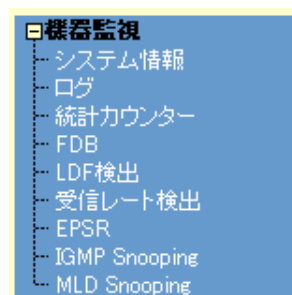 機器監視
システム情報
ログ
統計カウンター
FDB
LDF検出
受信レート検出
EPSR
IGMP Snooping
MLD Snooping